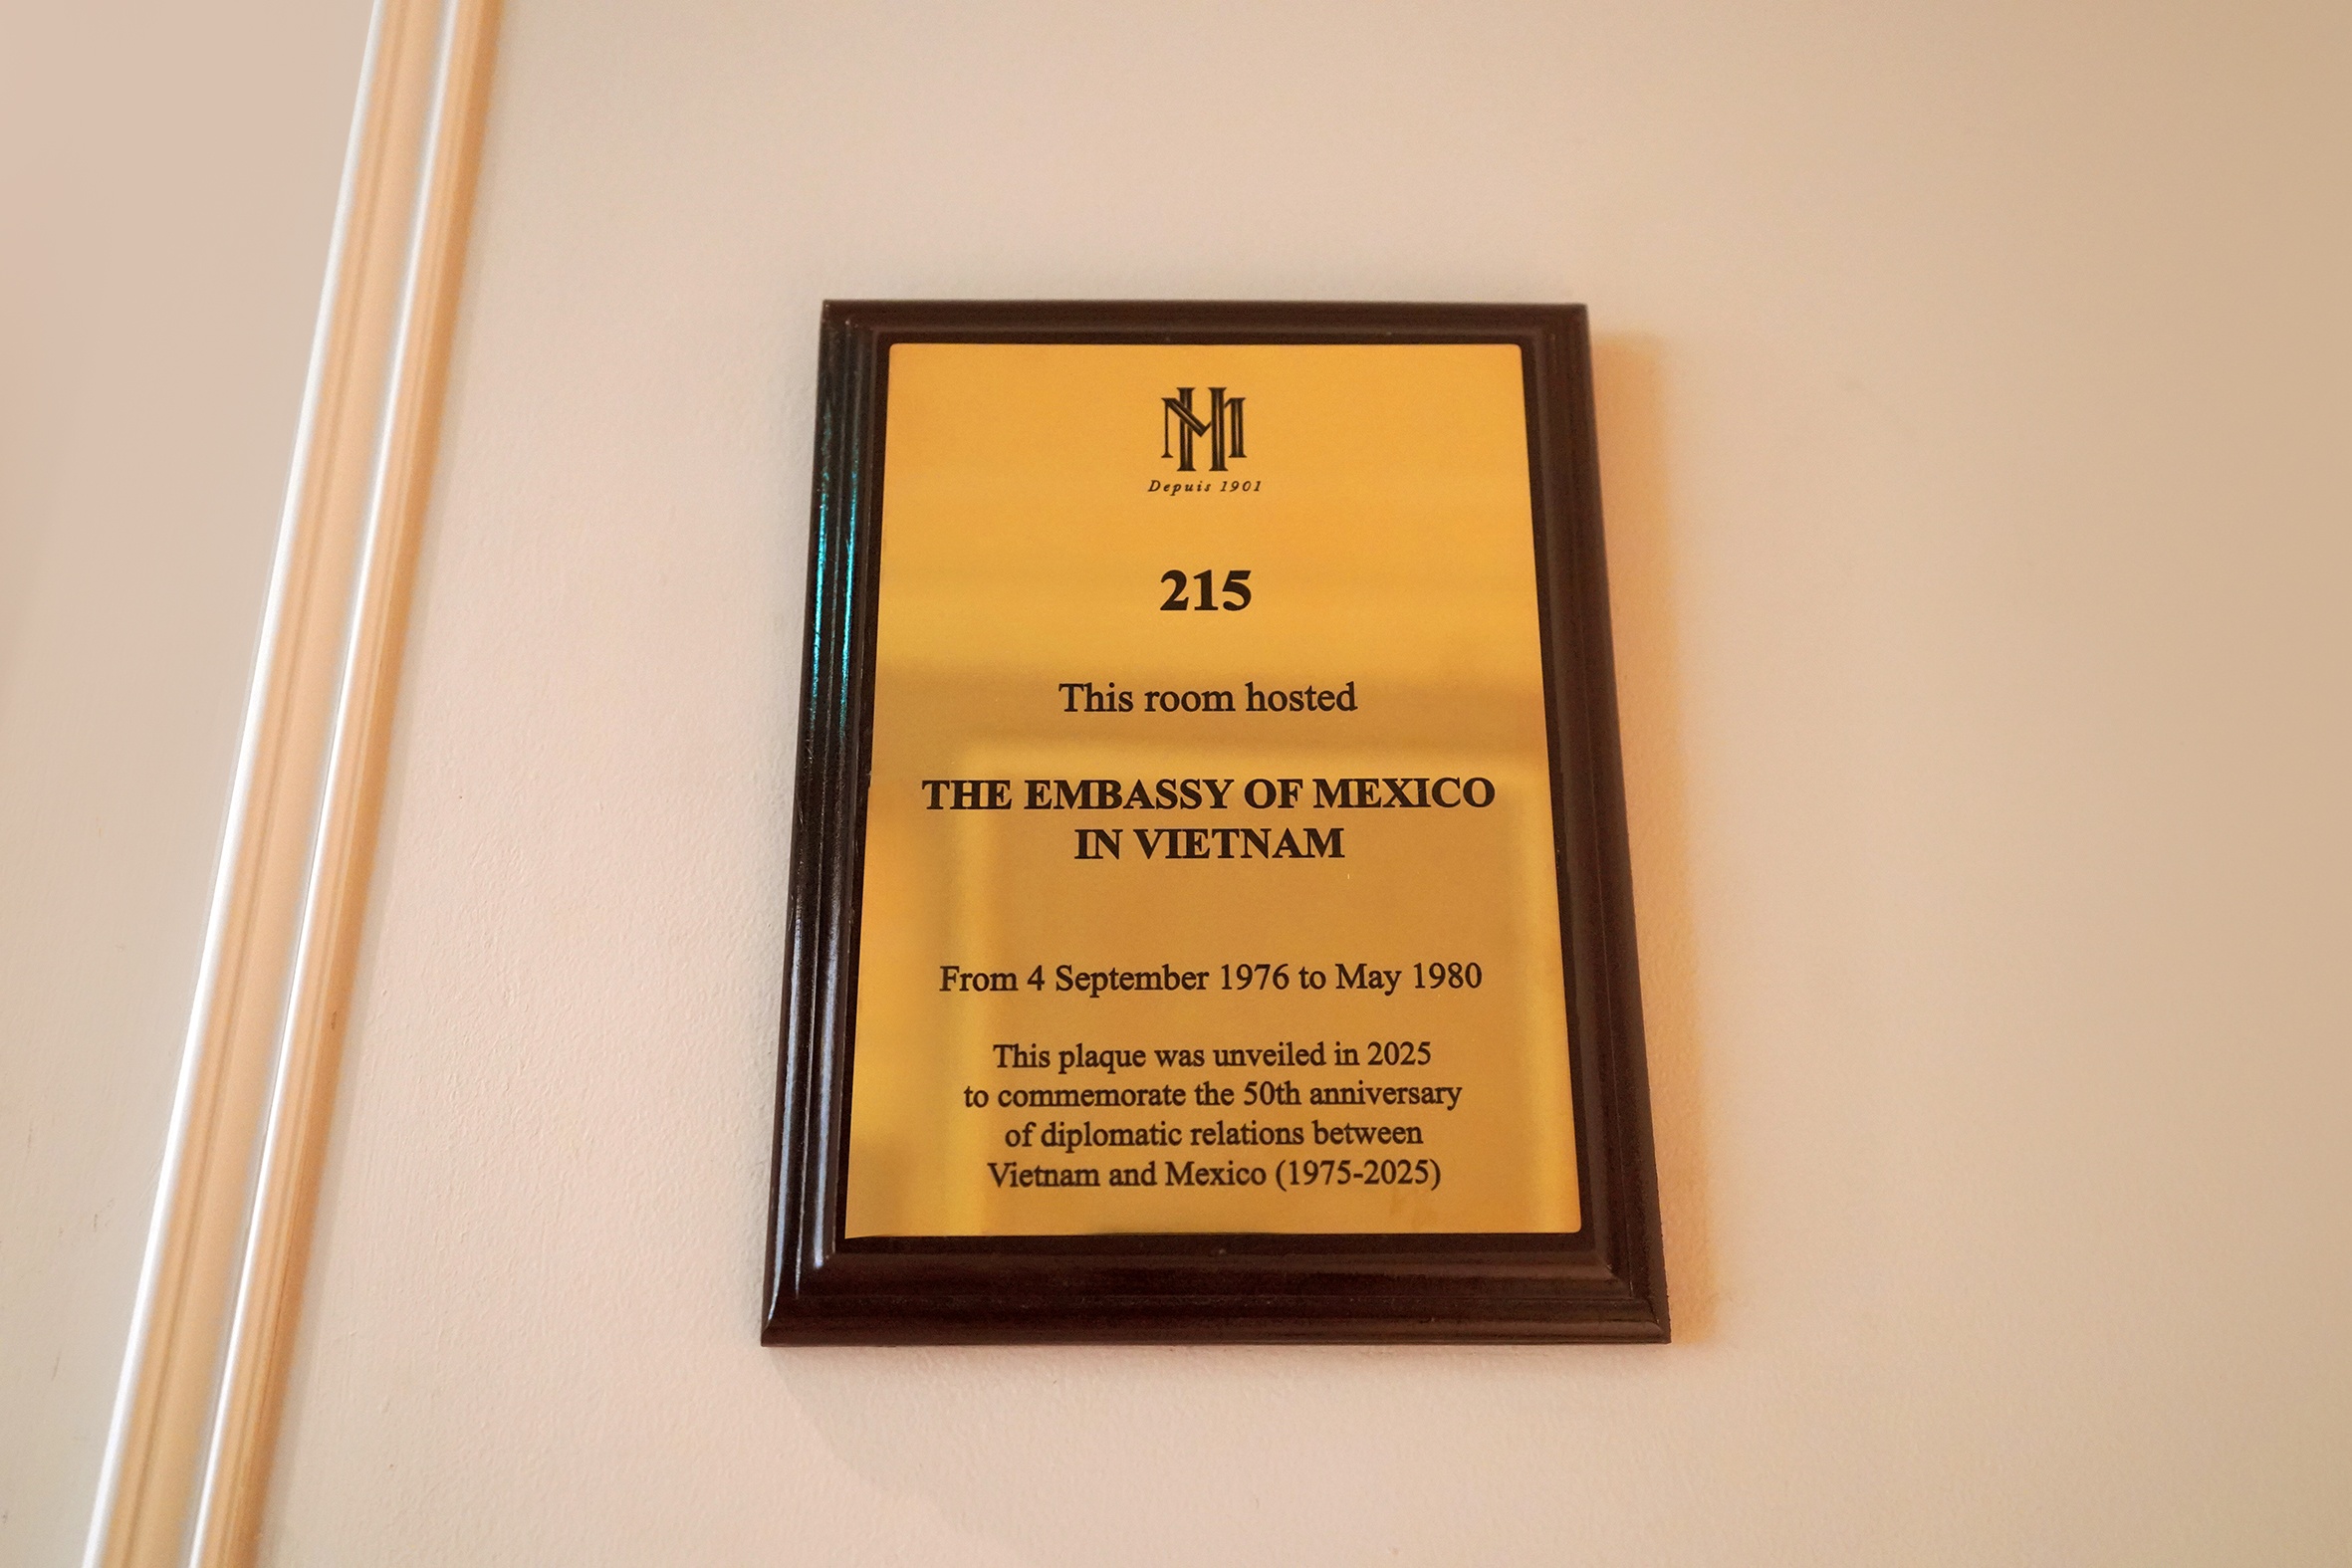 MH
Depuis 1901
215
This room hosted
THE EMBASSY OF MEXICO
IN VIETNAM
From 4 September 1976 to May 1980
This plaque was unveiled in 2025
to commemorate the 50th anniversary
of diplomatic relations between
Vietnam and Mexico (1975-2025)